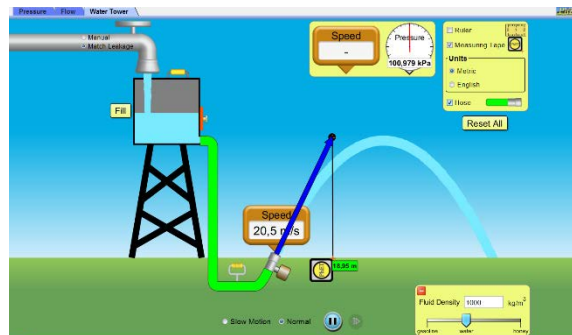 Pressure
Flow
Water Tower
Manual
Match Leakage
Speed
-
Pressure
100,979 kPa
Ruler
Measuring Tape
Units
Metric
English
Hose
Reset All
Fill
Speed
20,5 m/s
18,95 m
Fluid Density 1000 kg/m³
gasoline water honey
Slow Motion
Normal